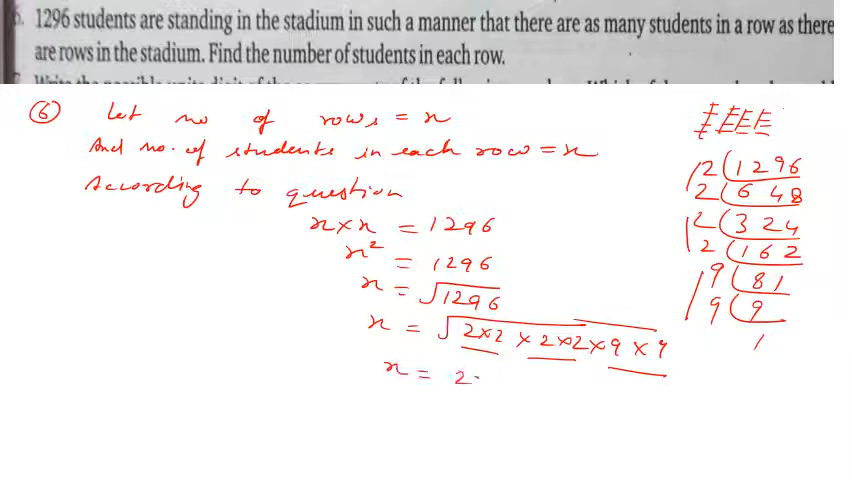 6. 1296 students are standing in the stadium in such a manner that there are as many students in a row as there
are rows in the stadium. Find the number of students in each row.
⑥ Let no of rows = x
And no. of students in each row = x
According to question
x × x = 1296
x² = 1296
x = √1296
x = √2×2 × 2×2 × 9 × 9
x = 2
2 | 1296
2 | 648
2 | 324
2 | 162
9 | 81
9 | 9
1